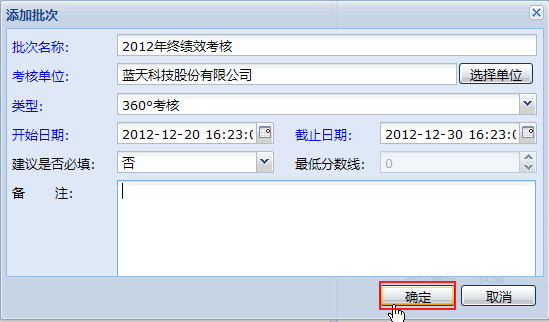 添加批次
批次名称: 2012年终绩效考核
考核单位: 蓝天科技股份有限公司 选择单位
类型: 360°考核
开始日期: 2012-12-20 16:23: 截止日期: 2012-12-30 16:23:
建议是否必填: 否 最低分数线: 0
备 注:
确定 取消